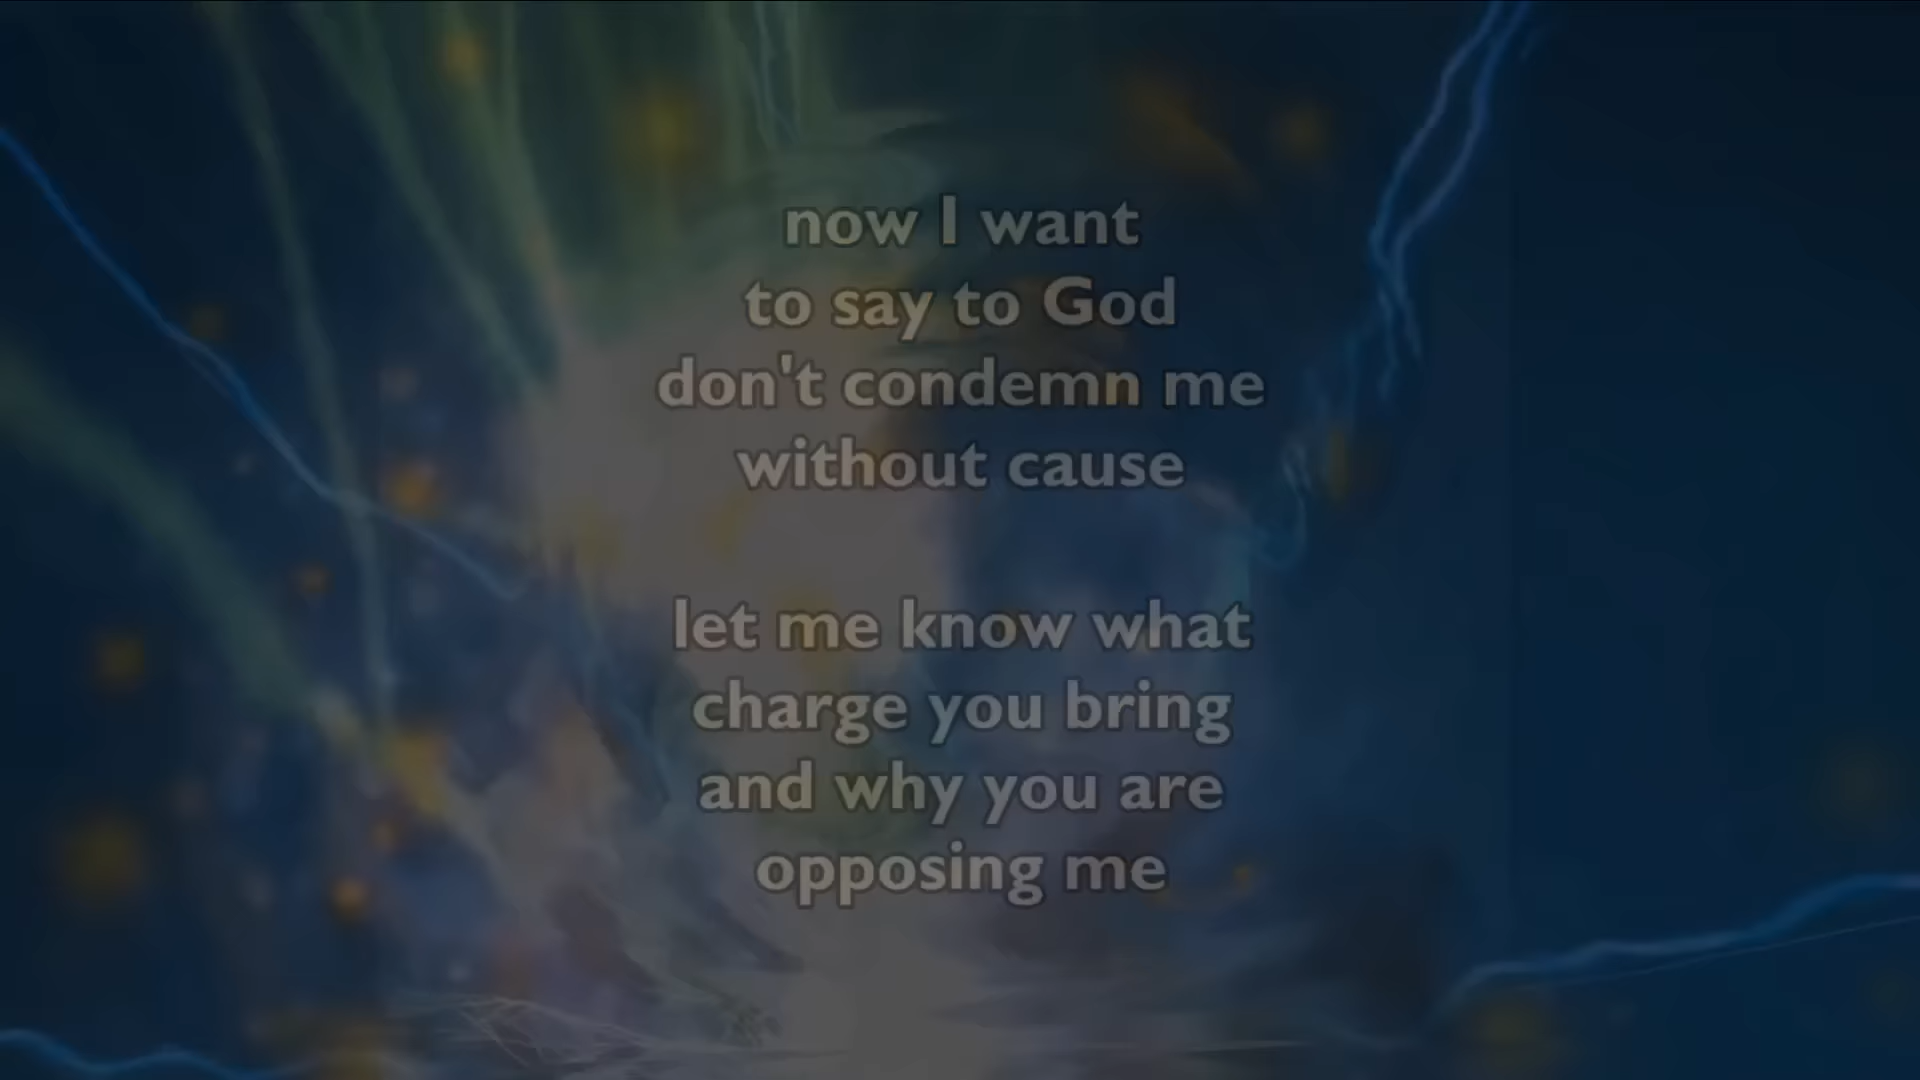 now I want
to say to God
don't condemn me
without cause
let me know what
charge you bring
and why you are
opposing me